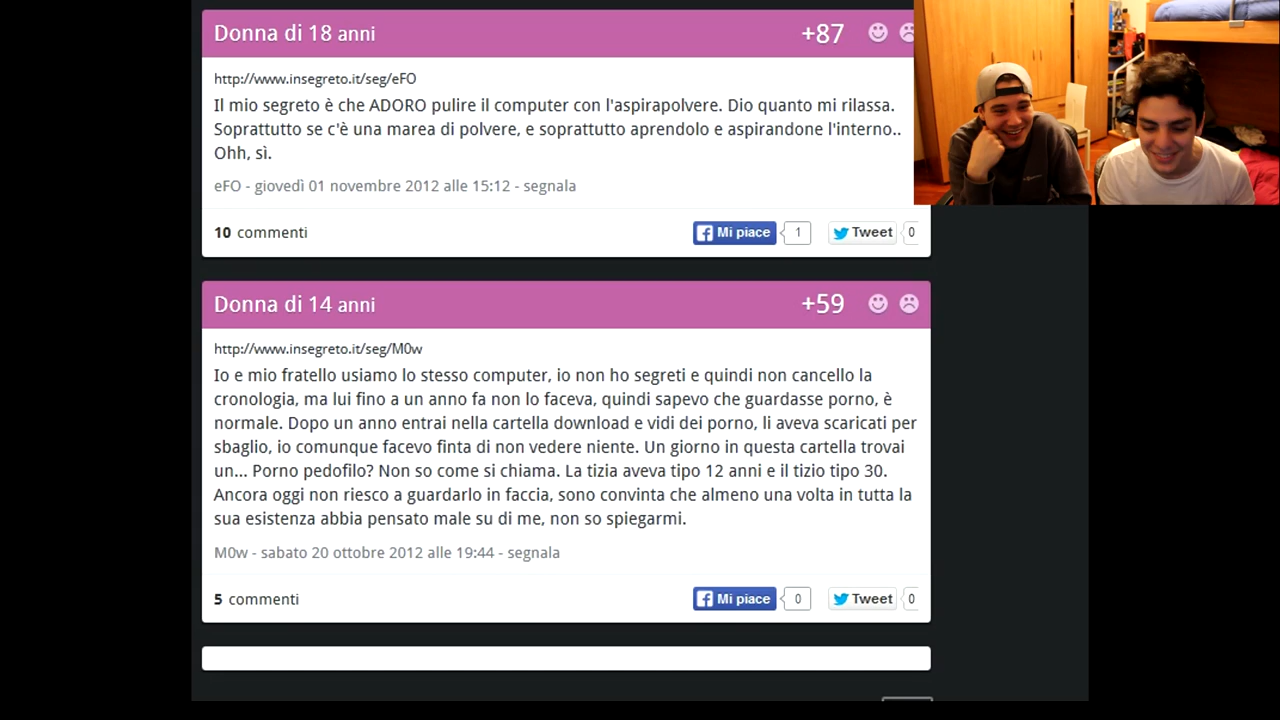 Donna di 18 anni
+87
http://www.insegreto.it/seg/eFO
Il mio segreto è che ADORO pulire il computer con l'aspirapolvere. Dio quanto mi rilassa.
Soprattutto se c'è una marea di polvere, e soprattutto aprendolo e aspirandone l'interno..
Ohh, sì.
eFO - giovedì 01 novembre 2012 alle 15:12 - segnala
10 commenti
Mi piace
1
Tweet
0
Donna di 14 anni
+59
http://www.insegreto.it/seg/M0w
Io e mio fratello usiamo lo stesso computer, io non ho segreti e quindi non cancello la
cronologia, ma lui fino a un anno fa non lo faceva, quindi sapevo che guardasse porno, è
normale. Dopo un anno entrai nella cartella download e vidi dei porno, li aveva scaricati per
sbaglio, io comunque facevo finta di non vedere niente. Un giorno in questa cartella trovai
un... Porno pedofilo? Non so come si chiama. La tizia aveva tipo 12 anni e il tizio tipo 30.
Ancora oggi non riesco a guardarlo in faccia, sono convinta che almeno una volta in tutta la
sua esistenza abbia pensato male su di me, non so spiegarmi.
M0w - sabato 20 ottobre 2012 alle 19:44 - segnala
5 commenti
Mi piace
0
Tweet
0